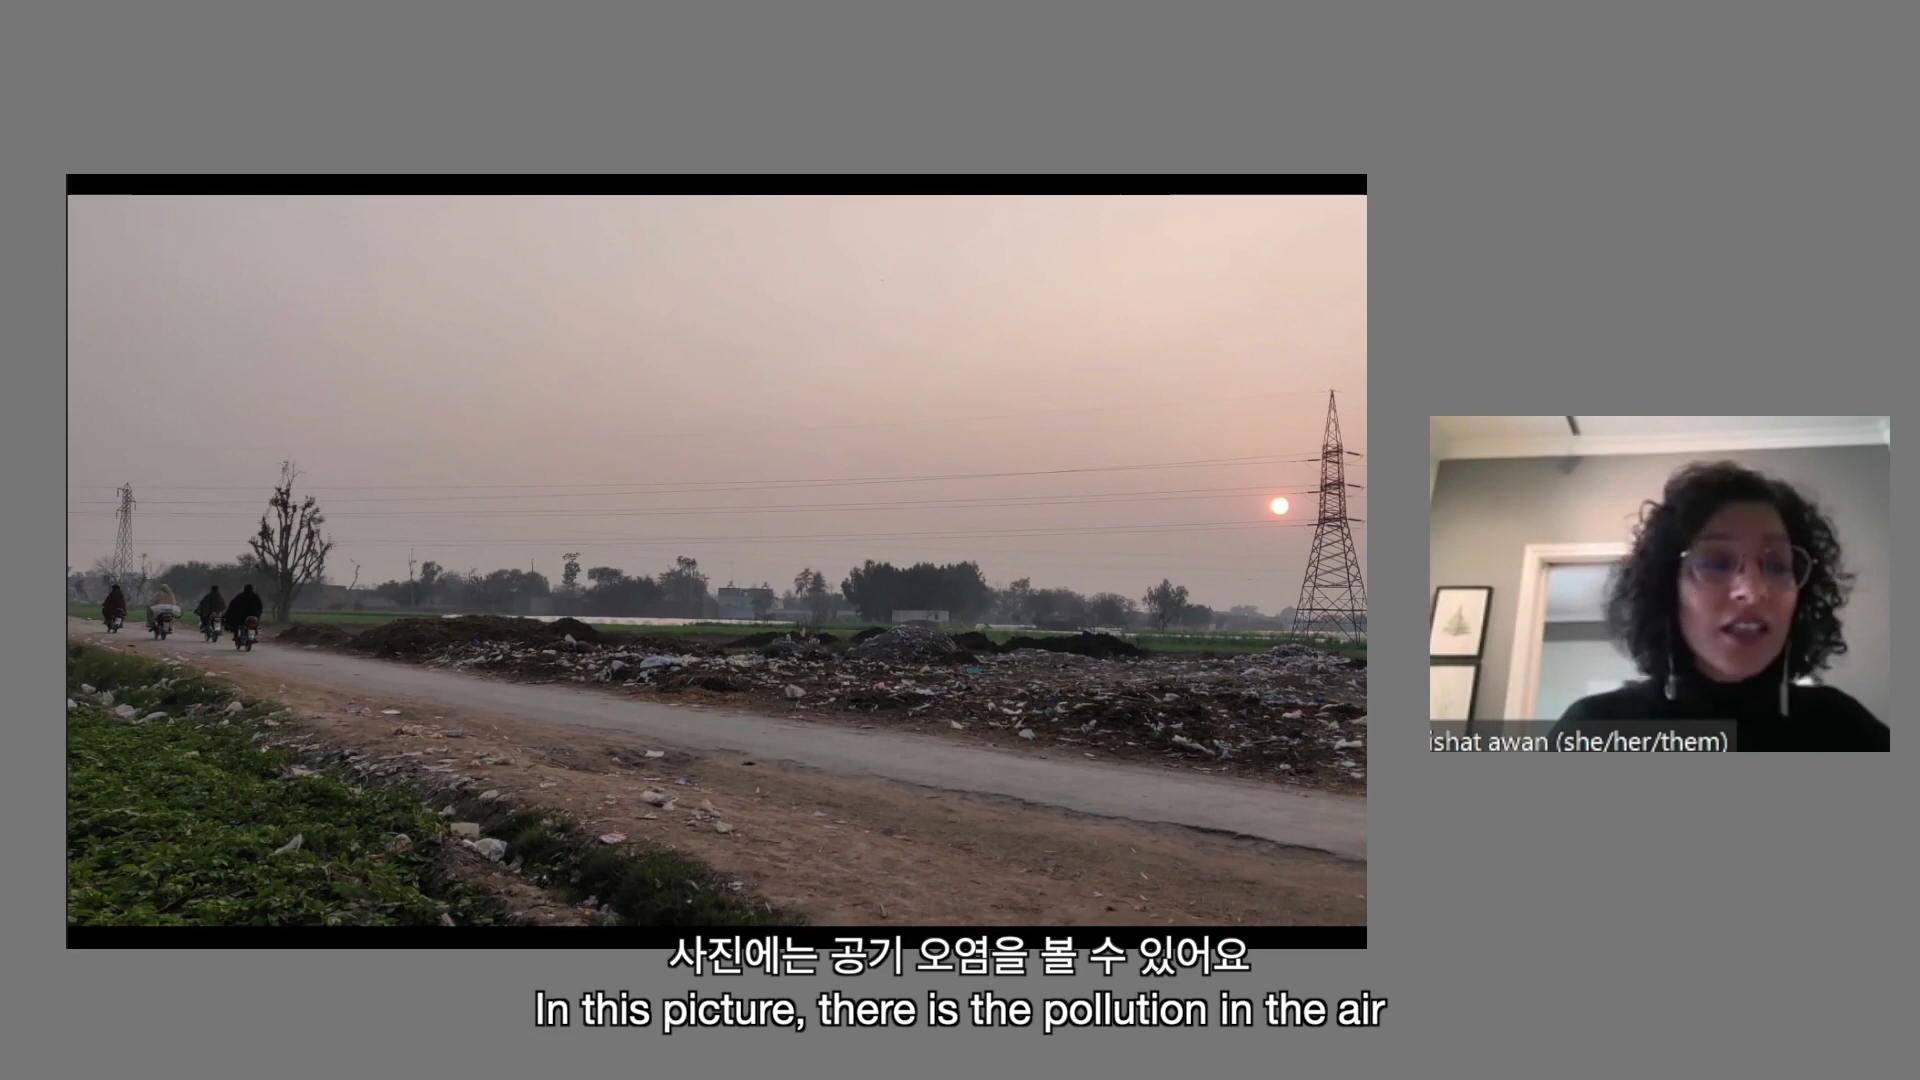 ishat awan (she/her/them)
사진에는 공기 오염을 볼 수 있어요
In this picture, there is the pollution in the air